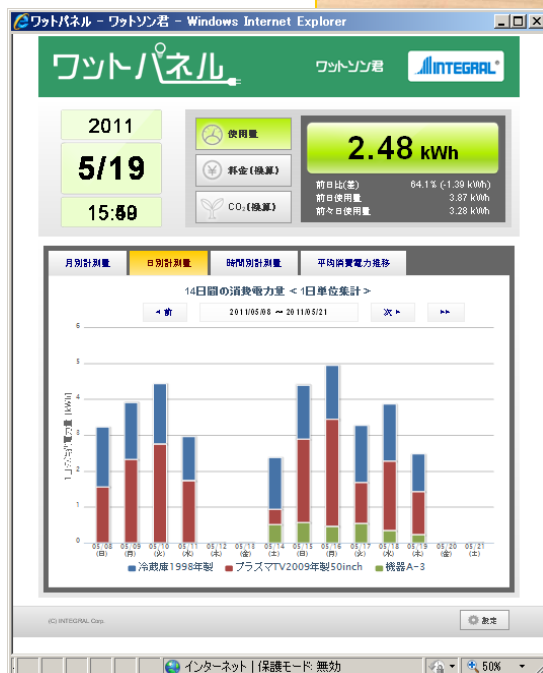 ワットパネル - ワットソン君 - Windows Internet Explorer
ワットパネル
ワットソン君
INTEGRAL®
2011
5/19
15:
使用量
料金(換算)
CO₂(換算)
2.48 kWh
前日比(差) 64.1% (-1.39 kWh)
前日使用量 3.87 kWh
前々日使用量 3.28 kWh
月別計測量 日別計測量 時間別計測量 平均消費電力推移
14日間の消費電力量 < 1日単位集計 >
◂ 前 2011/05/08 〜 2011/05/21 次 ▸ ▸▸
6
5
3
2
1
0
05/08 05/09 05/10 05/11 05/12 05/13 05/14 05/15 05/16 05/17 05/18 05/19 05/20 05/21
(日) (月) (火) (水) (木) (金) (土) (日) (月) (火) (水) (木) (金) (土)
冷蔵庫1998年製 プラズマTV2009年製50inch 機器A-3
(C) INTEGRAL Corp.
設定
インターネット | 保護モード: 無効
50%